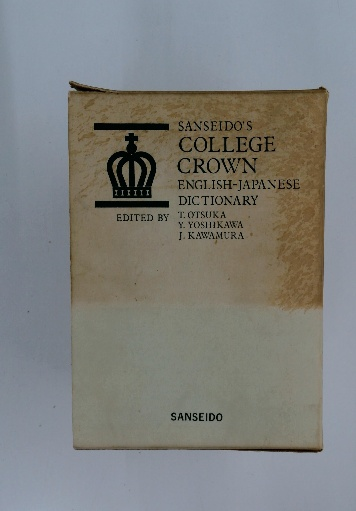 SANSEIDO'S
COLLEGE
CROWN
ENGLISH-JAPANESE
DICTIONARY
EDITED BY T. OTSUKA
Y. YOSHIKAWA
J. KAWAMURA
SANSEIDO